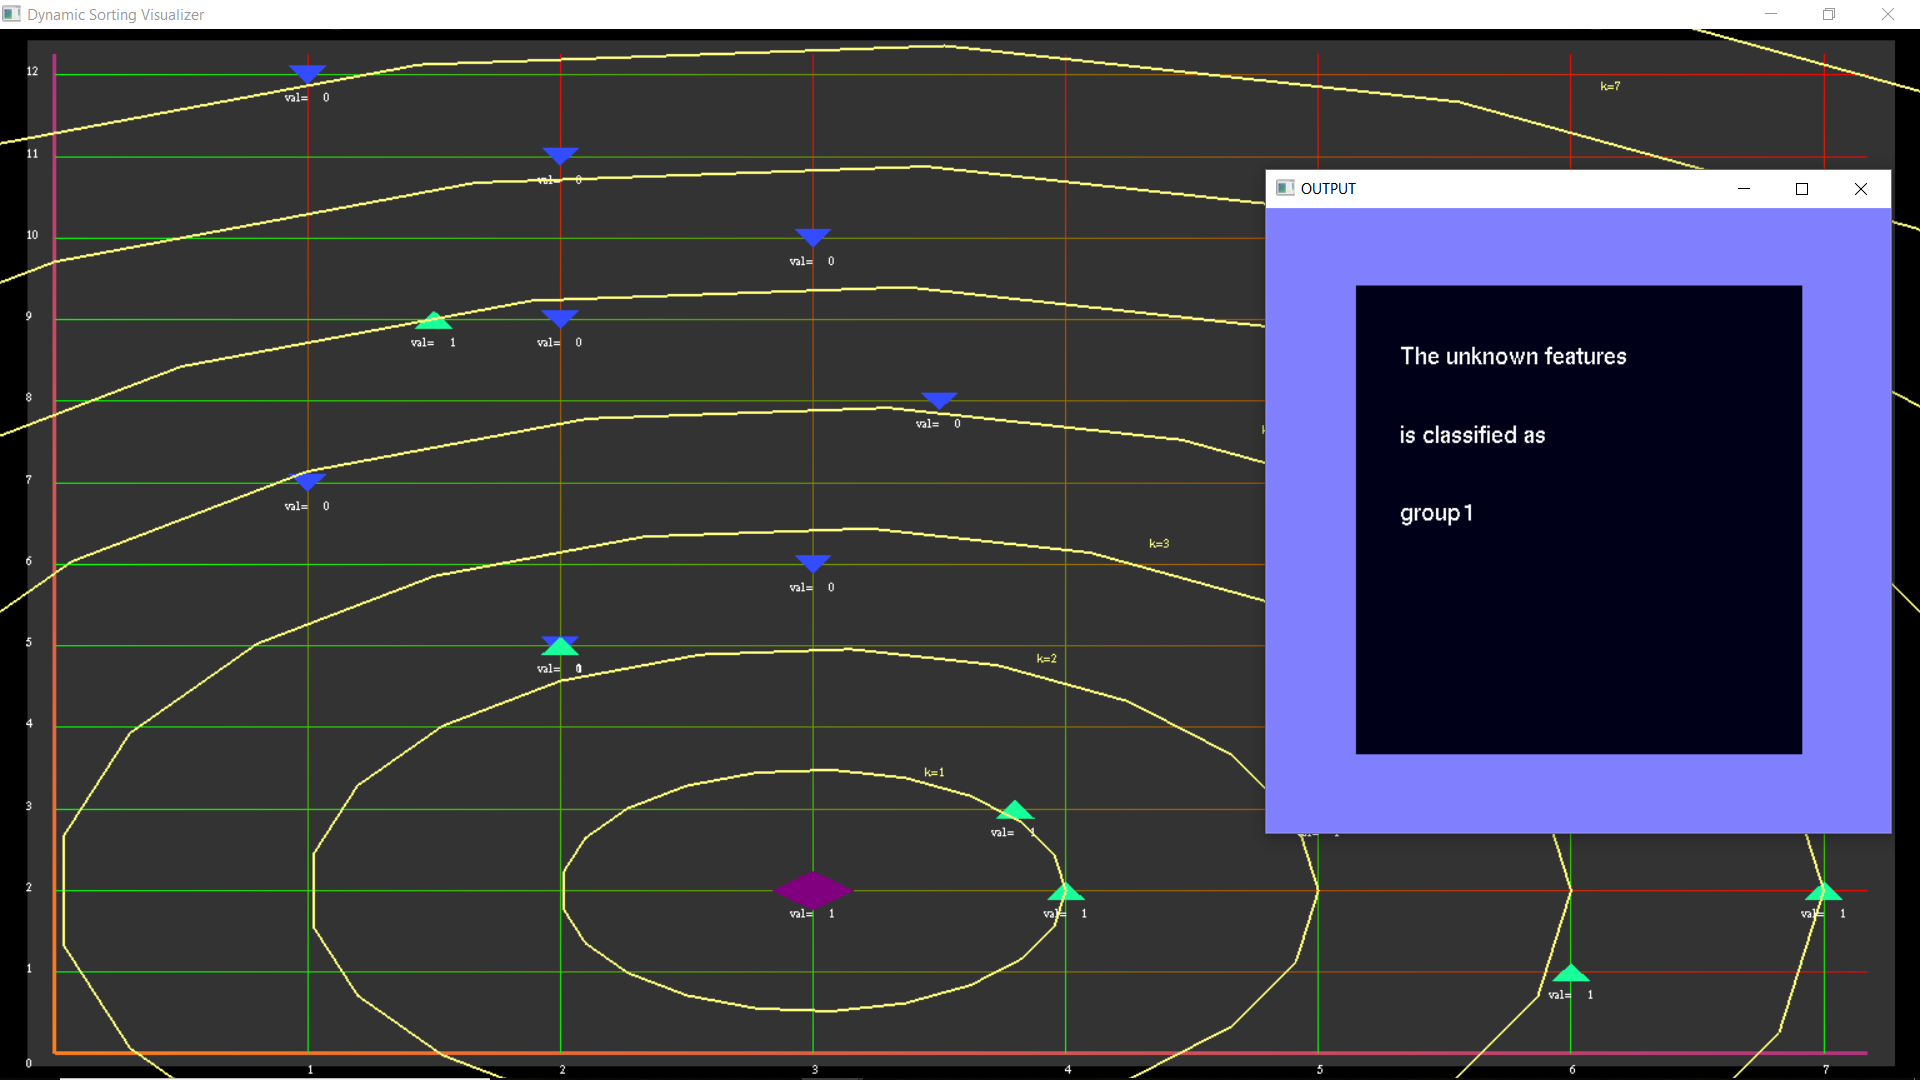 Dynamic Sorting Visualizer
12
k=7
val= 0
11
val= 0
OUTPUT
10
val= 0
9
val= 1
val= 0
8
val= 0
7
val= 0
The unknown features
is classified as
group1
6
k=3
val= 0
5
val=
k=2
4
k=1
3
val= 1
2
val= 1
val= 1
val= 1
1
val= 1
0
1
2
3
4
5
6
7